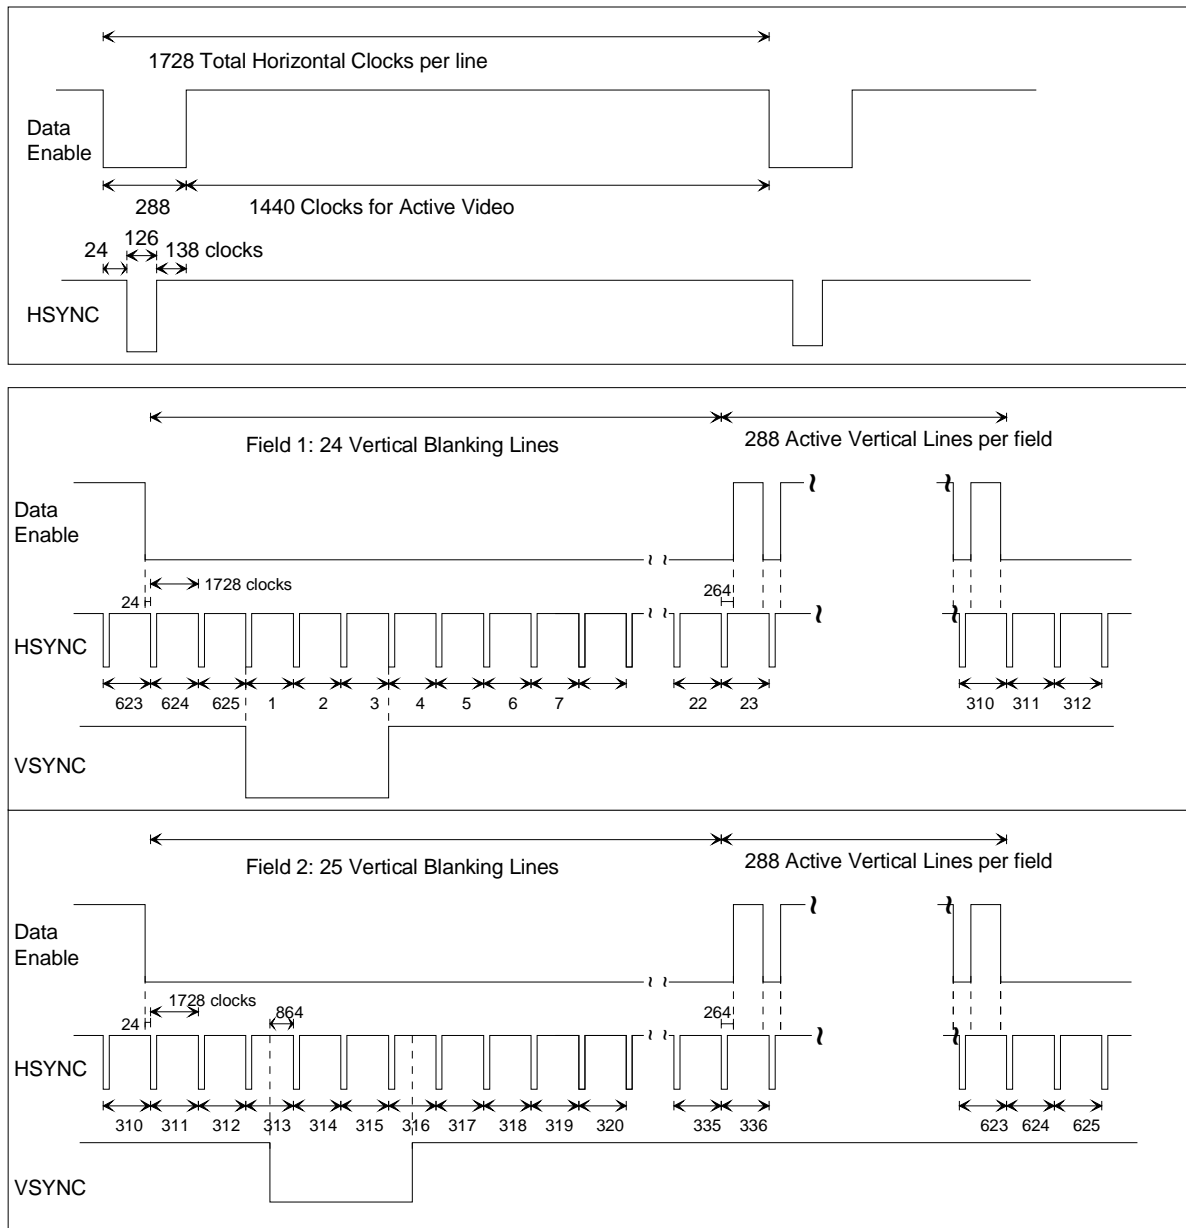 1728 Total Horizontal Clocks per line
Data
Enable
288
1440 Clocks for Active Video
126
24
138 clocks
HSYNC
Field 1: 24 Vertical Blanking Lines
288 Active Vertical Lines per field
Data
Enable
1728 clocks
24
264
HSYNC
623 624 625 1 2 3 4 5 6 7 22 23 310 311 312
VSYNC
Field 2: 25 Vertical Blanking Lines
288 Active Vertical Lines per field
Data
Enable
1728 clocks
864
24
264
HSYNC
310 311 312 313 314 315 316 317 318 319 320 335 336 623 624 625
VSYNC